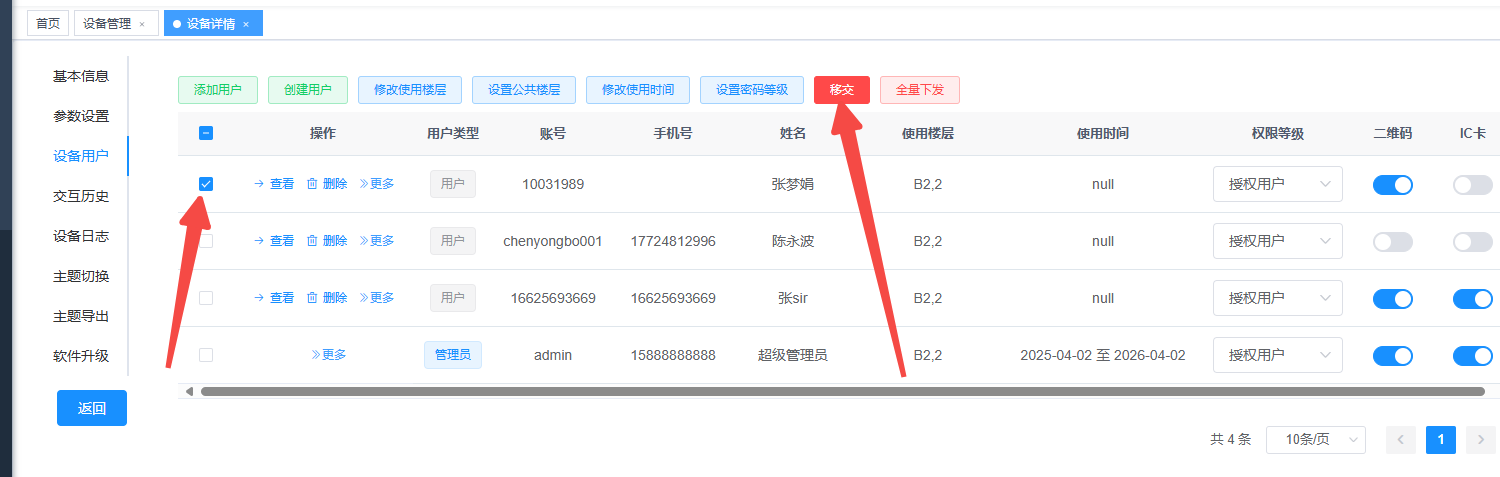 首页 设备管理 × 设备详情 ×
基本信息
参数设置
设备用户
交互历史
设备日志
主题切换
主题导出
软件升级
返回
添加用户 创建用户 修改使用楼层 设置公共楼层 修改使用时间 设置密码等级 移交 全量下发
操作 用户类型 账号 手机号 姓名 使用楼层 使用时间 权限等级 二维码 IC卡
查看 删除 更多 用户 10031989 张梦娟 B2,2 null 授权用户
查看 删除 更多 用户 chenyongbo001 17724812996 陈永波 B2,2 null 授权用户
查看 删除 更多 用户 16625693669 16625693669 张sir B2,2 null 授权用户
更多 管理员 admin 15888888888 超级管理员 B2,2 2025-04-02 至 2026-04-02 授权用户
共 4 条 10条/页 1